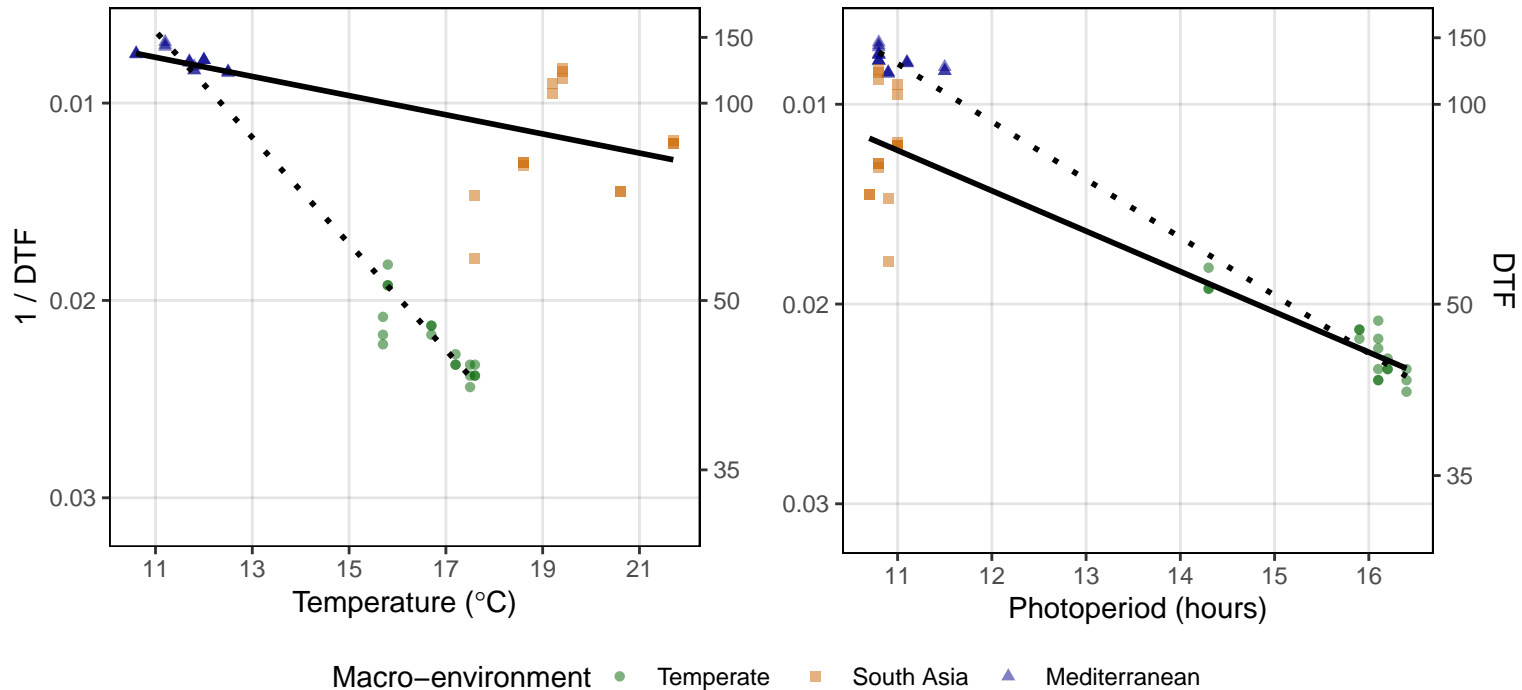 1 / DTF
0.01
0.02
0.03
150
100
50
35
11 13 15 17 19 21
Temperature (°C)
0.01
0.02
0.03
150
100
50
35
DTF
11 12 13 14 15 16
Photoperiod (hours)
Macro−environment Temperate South Asia Mediterranean